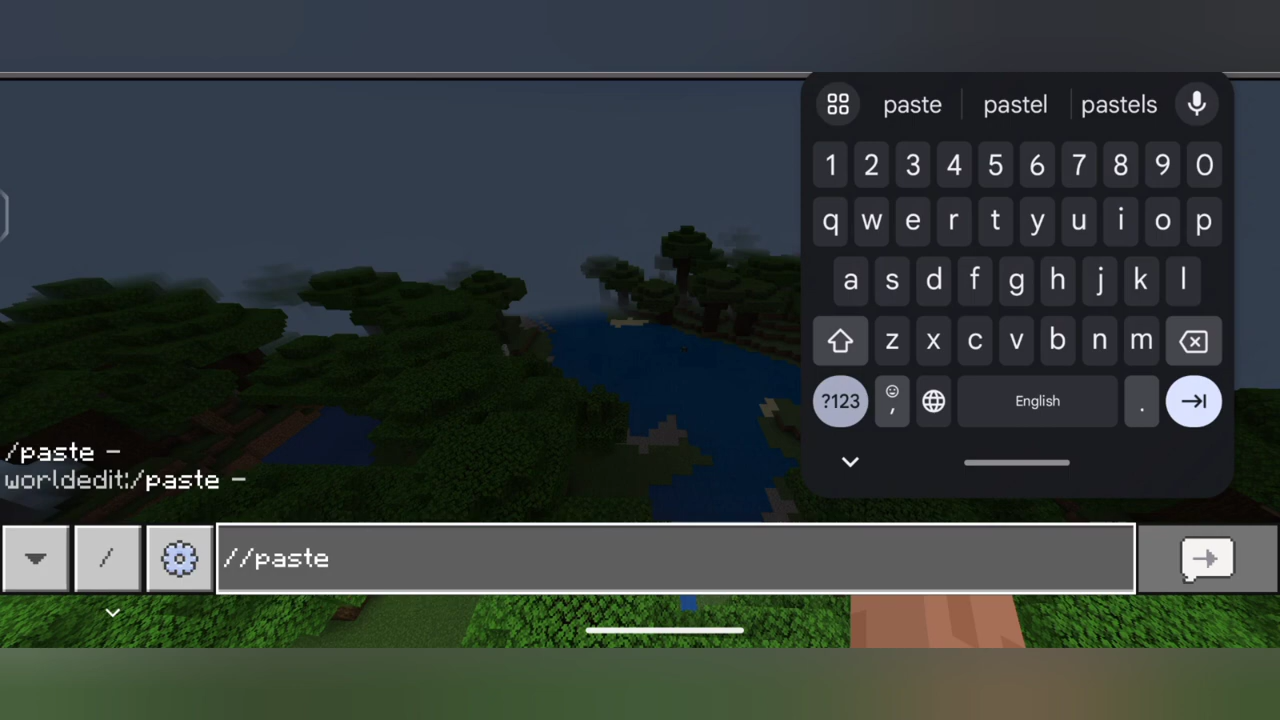 paste pastel pastels
1 2 3 4 5 6 7 8 9 0
q w e r t y u i o p
a s d f g h j k l
z x c v b n m
?123 , English .
/paste –
worldedit:/paste –
/ //paste